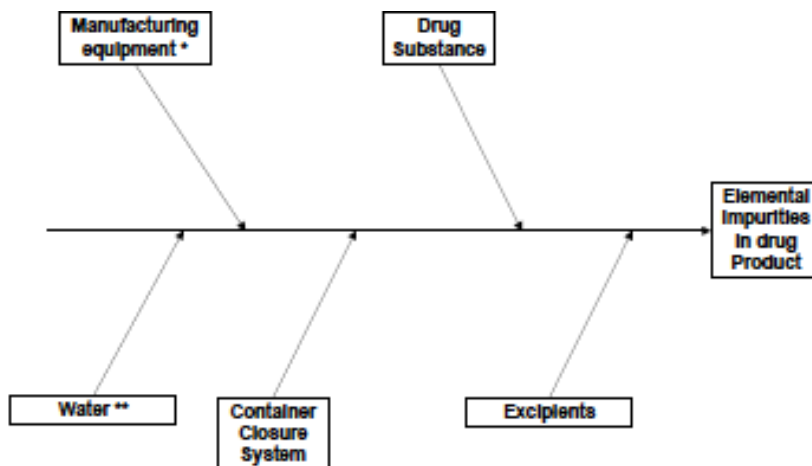 Manufacturing
equipment *
Drug
Substance
Elemental
Impurities
in drug
Product
Water **
Container
Closure
System
Excipients